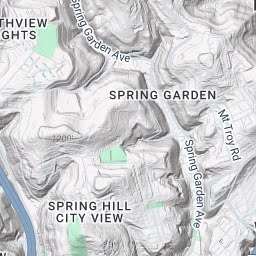 THVIEW
GHTS
Spring Garden Ave
SPRING GARDEN
Mt Troy Rd
1200
Spring Garden Ave
SPRING HILL
CITY VIEW